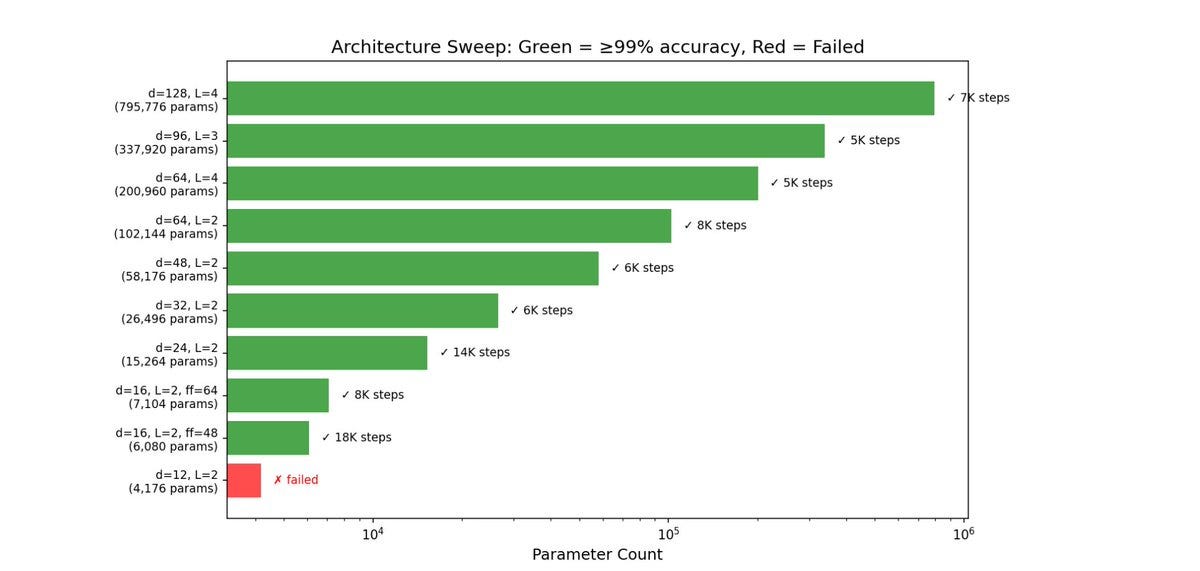 Architecture Sweep: Green = ≥99% accuracy, Red = Failed
d=128, L=4
(795,776 params)
✓ 7K steps
d=96, L=3
(337,920 params)
✓ 5K steps
d=64, L=4
(200,960 params)
✓ 5K steps
d=64, L=2
(102,144 params)
✓ 8K steps
d=48, L=2
(58,176 params)
✓ 6K steps
d=32, L=2
(26,496 params)
✓ 6K steps
d=24, L=2
(15,264 params)
✓ 14K steps
d=16, L=2, ff=64
(7,104 params)
✓ 8K steps
d=16, L=2, ff=48
(6,080 params)
✓ 18K steps
d=12, L=2
(4,176 params)
✗ failed
10⁴ 10⁵ 10⁶
Parameter Count